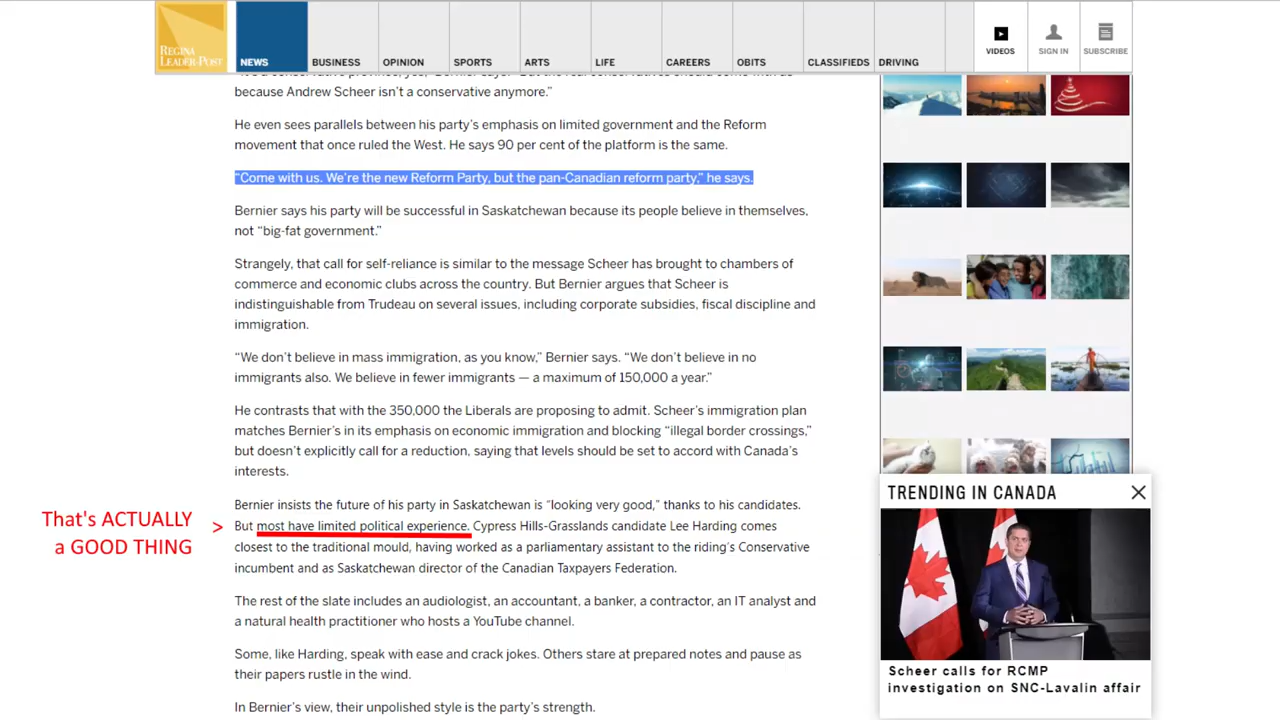 REGINA
LEADER-POST
NEWS
BUSINESS
OPINION
SPORTS
ARTS
LIFE
CAREERS
OBITS
CLASSIFIEDS
DRIVING
VIDEOS
SIGN IN
SUBSCRIBE
because Andrew Scheer isn’t a conservative anymore.”
He even sees parallels between his party’s emphasis on limited government and the Reform
movement that once ruled the West. He says 90 per cent of the platform is the same.
“Come with us. We’re the new Reform Party, but the pan-Canadian reform party,” he says.
Bernier says his party will be successful in Saskatchewan because its people believe in themselves,
not “big-fat government.”
Strangely, that call for self-reliance is similar to the message Scheer has brought to chambers of
commerce and economic clubs across the country. But Bernier argues that Scheer is
indistinguishable from Trudeau on several issues, including corporate subsidies, fiscal discipline and
immigration.
“We don’t believe in mass immigration, as you know,” Bernier says. “We don’t believe in no
immigrants also. We believe in fewer immigrants — a maximum of 150,000 a year.”
He contrasts that with the 350,000 the Liberals are proposing to admit. Scheer’s immigration plan
matches Bernier’s in its emphasis on economic immigration and blocking “illegal border crossings,”
but doesn’t explicitly call for a reduction, saying that levels should be set to accord with Canada’s
interests.
Bernier insists the future of his party in Saskatchewan is “looking very good,” thanks to his candidates.
That's ACTUALLY
a GOOD THING
>
But most have limited political experience. Cypress Hills-Grasslands candidate Lee Harding comes
closest to the traditional mould, having worked as a parliamentary assistant to the riding’s Conservative
incumbent and as Saskatchewan director of the Canadian Taxpayers Federation.
The rest of the slate includes an audiologist, an accountant, a banker, a contractor, an IT analyst and
a natural health practitioner who hosts a YouTube channel.
Some, like Harding, speak with ease and crack jokes. Others stare at prepared notes and pause as
their papers rustle in the wind.
In Bernier’s view, their unpolished style is the party’s strength.
TRENDING IN CANADA
Scheer calls for RCMP
investigation on SNC-Lavalin affair